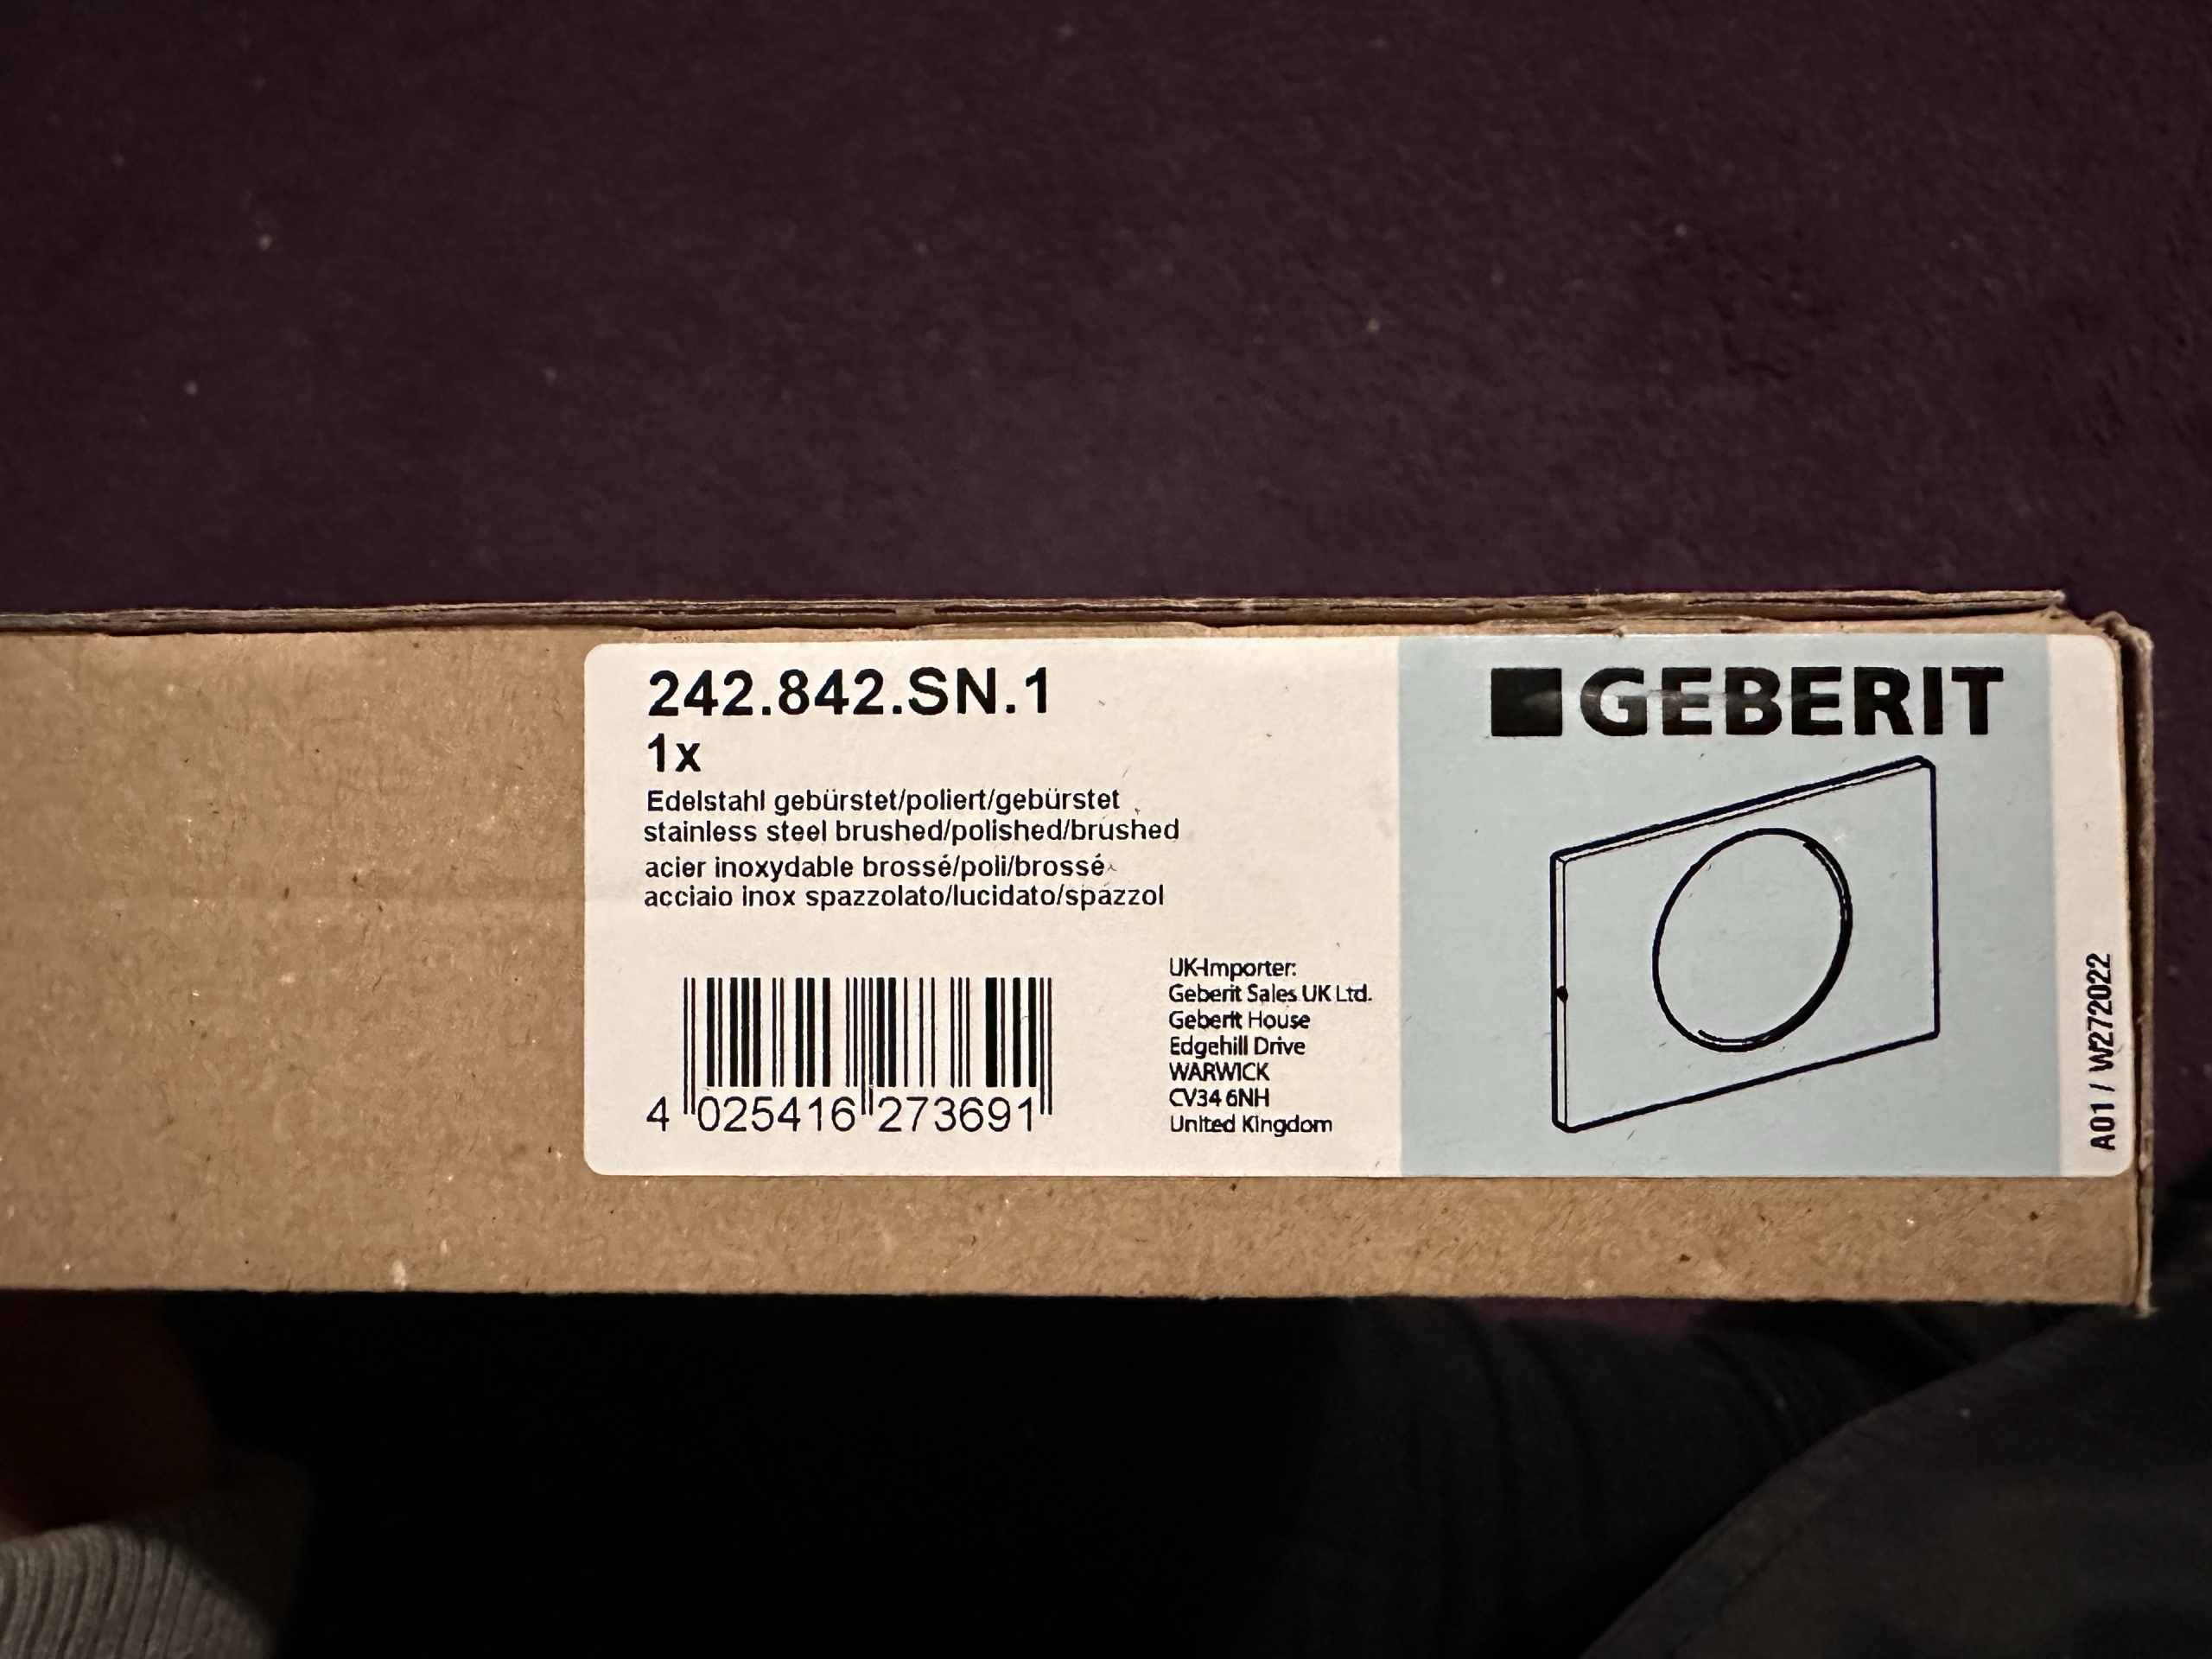 242.842.SN.1
1x
Edelstahl gebürstet/poliert/gebürstet
stainless steel brushed/polished/brushed
acier inoxydable brossé/poli/brossé
acciaio inox spazzolato/lucidato/spazzol
4 025416 273691
UK-Importer:
Geberit Sales UK Ltd.
Geberit House
Edgehill Drive
WARWICK
CV34 6NH
United Kingdom
GEBERIT
A01 / W272022